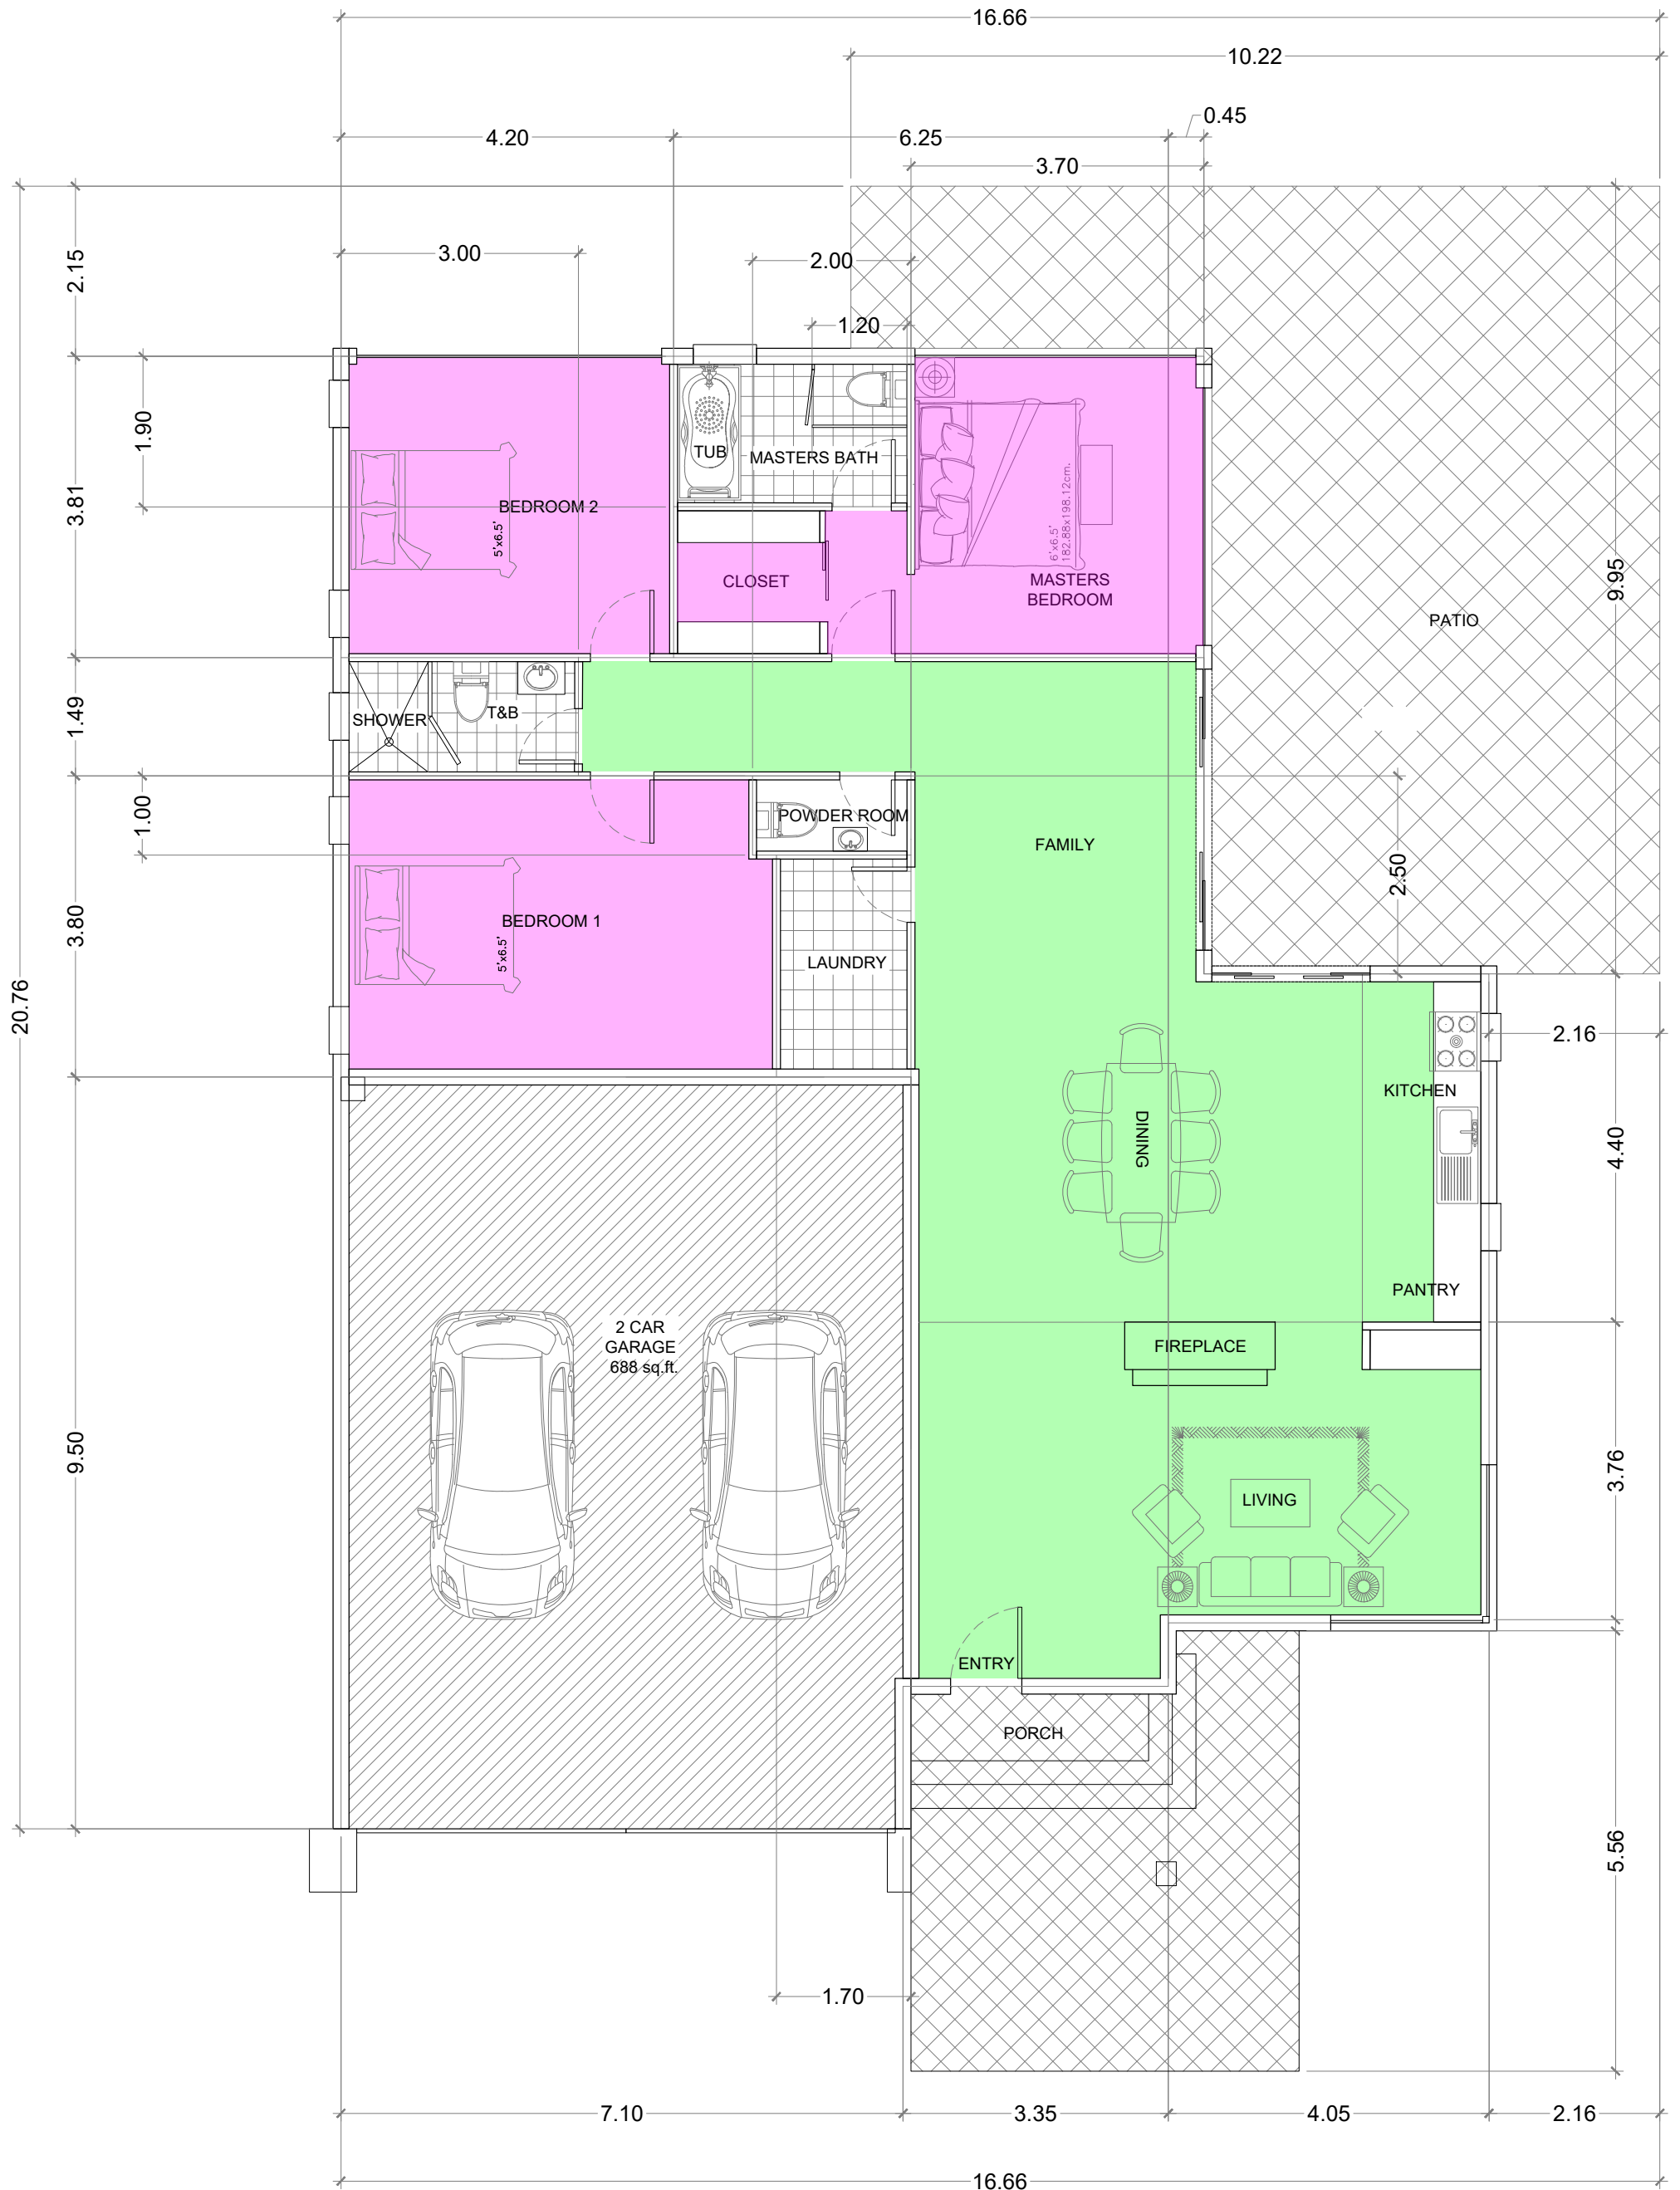 16.66
10.22
0.45
4.20
6.25
3.70
3.00
2.00
2.15
1.20
1.90
3.81
TUB
MASTERS BATH
BEDROOM 2
5'x6.5'
6'x6.5'
182.88x198.12cm.
CLOSET
MASTERS
BEDROOM
9.95
PATIO
1.49
SHOWER
T&B
1.00
POWDER ROOM
FAMILY
2.50
3.80
BEDROOM 1
5'x6.5'
LAUNDRY
20.76
2.16
KITCHEN
DINING
4.40
PANTRY
2 CAR
GARAGE
688 sq.ft.
FIREPLACE
9.50
3.76
LIVING
ENTRY
PORCH
5.56
1.70
7.10
3.35
4.05
2.16
16.66